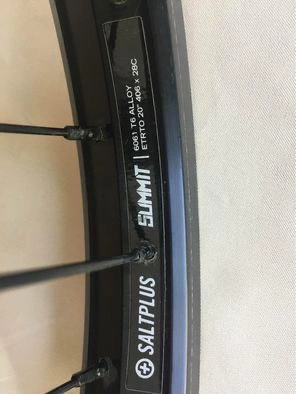 SALTPLUS
SUMMIT
6061 T6 ALLOY
ETRTO 20" 406 x 28C